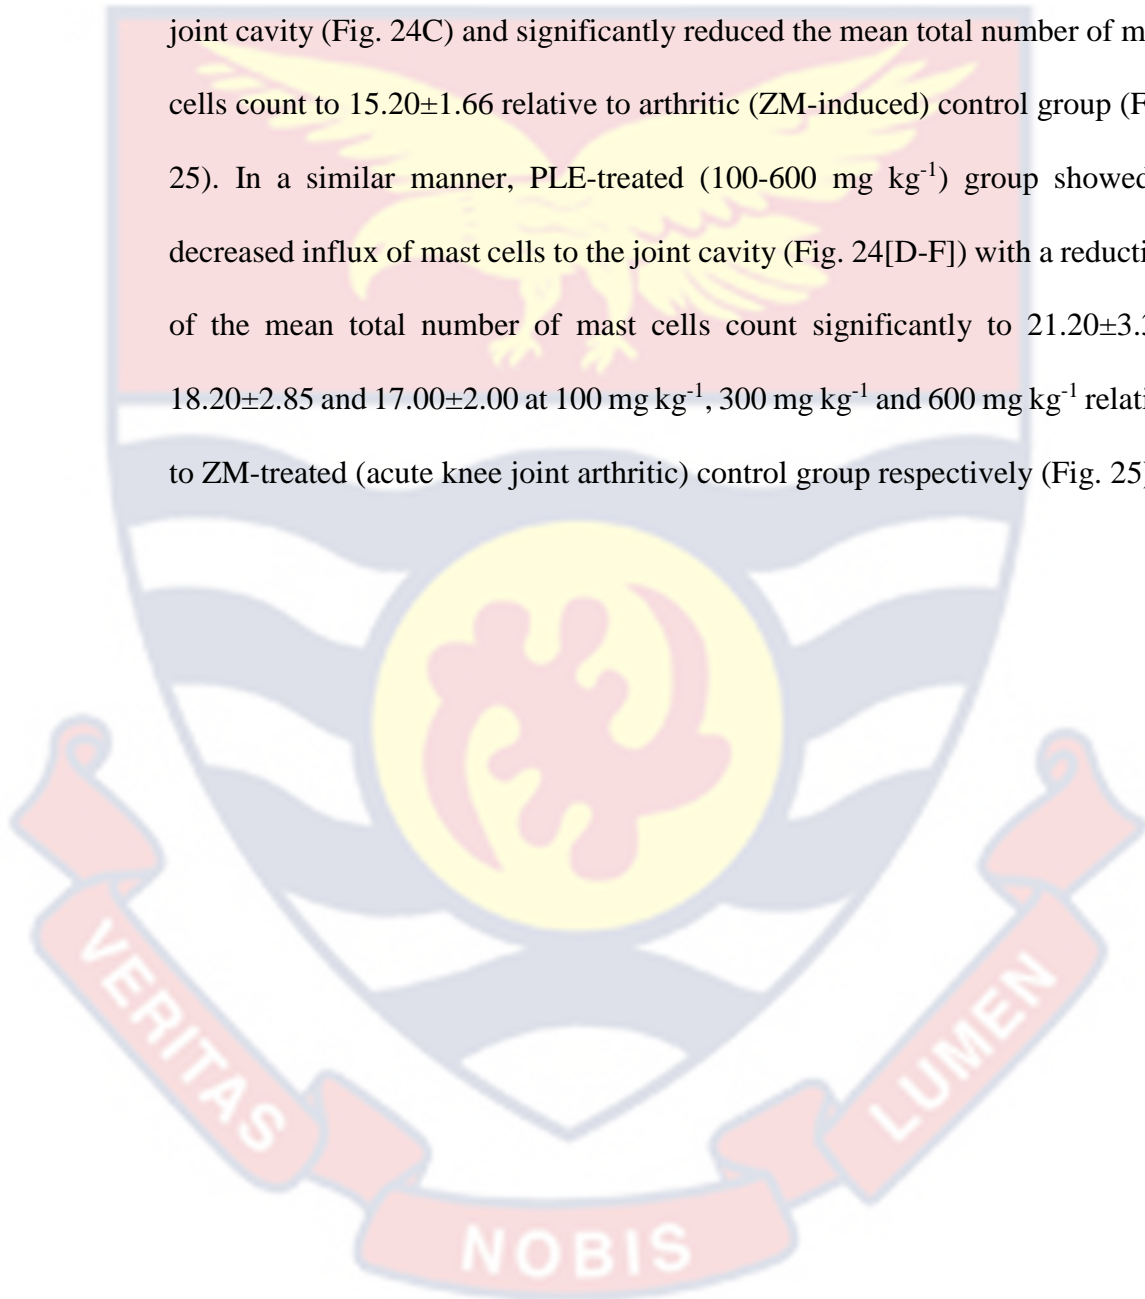 joint cavity (Fig. 24C) and significantly reduced the mean total number of m
cells count to 15.20±1.66 relative to arthritic (ZM-induced) control group (F
25). In a similar manner, PLE-treated (100-600 mg kg⁻¹) group showed
decreased influx of mast cells to the joint cavity (Fig. 24[D-F]) with a reducti
of the mean total number of mast cells count significantly to 21.20±3.
18.20±2.85 and 17.00±2.00 at 100 mg kg⁻¹, 300 mg kg⁻¹ and 600 mg kg⁻¹ relati
to ZM-treated (acute knee joint arthritic) control group respectively (Fig. 25
VERITAS
NOBIS
LUMEN